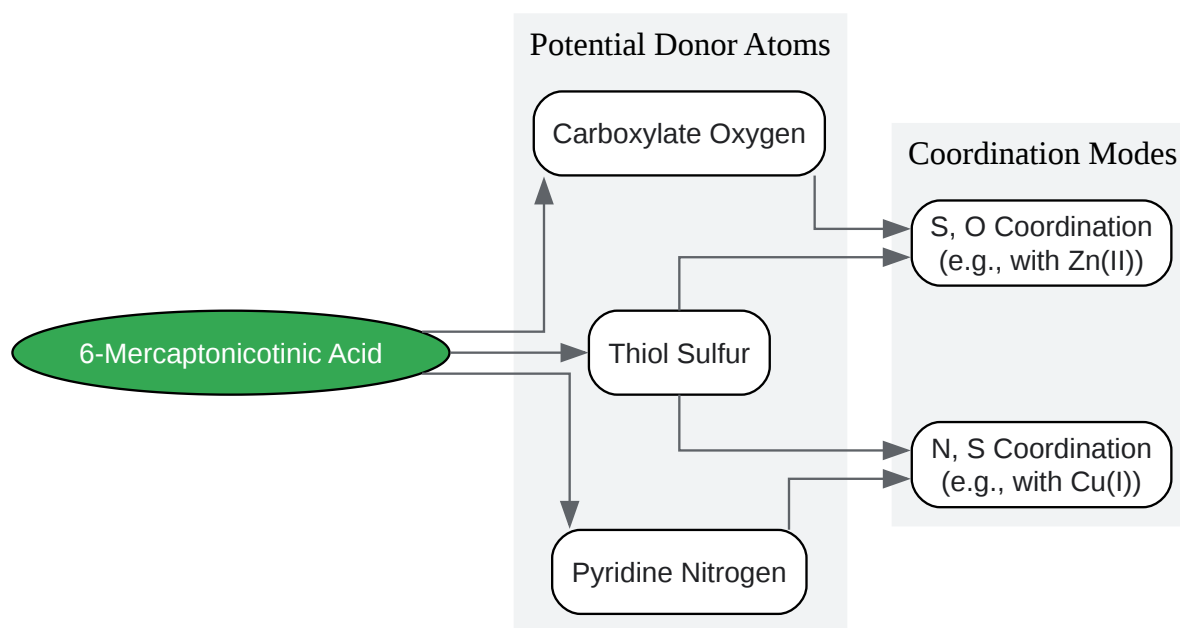 Potential Donor Atoms
Carboxylate Oxygen
Coordination Modes
S, O Coordination
(e.g., with Zn(II))
6-Mercaptonicotinic Acid
Thiol Sulfur
N, S Coordination
(e.g., with Cu(I))
Pyridine Nitrogen